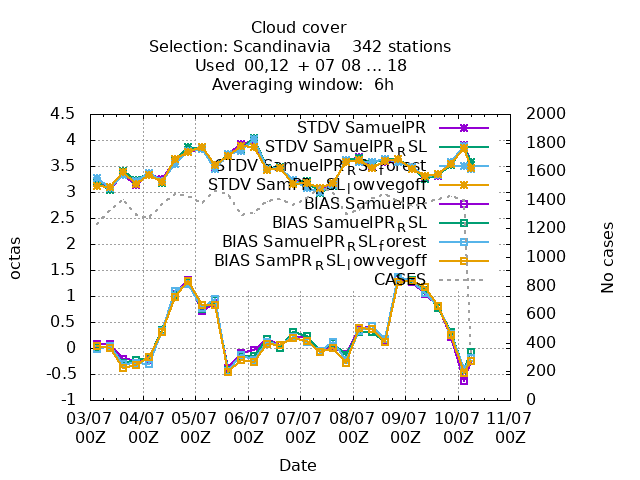 Cloud cover
Selection: Scandinavia 342 stations
Used 00,12 + 07 08 ... 18
Averaging window: 6h
STDV SamuelPR
STDV SamuelPR_RSL
STDV SamuelPR_RSL_forest
STDV SamPR_RSL_lowvegoff
BIAS SamuelPR
BIAS SamuelPR_RSL
BIAS SamuelPR_RSL_forest
BIAS SamPR_RSL_lowvegoff
CASES
octas
4.5
4
3.5
3
2.5
2
1.5
1
0.5
0
-0.5
-1
No cases
2000
1800
1600
1400
1200
1000
800
600
400
200
0
03/07 04/07 05/07 06/07 07/07 08/07 09/07 10/07 11/07
00Z 00Z 00Z 00Z 00Z 00Z 00Z 00Z 00Z
Date